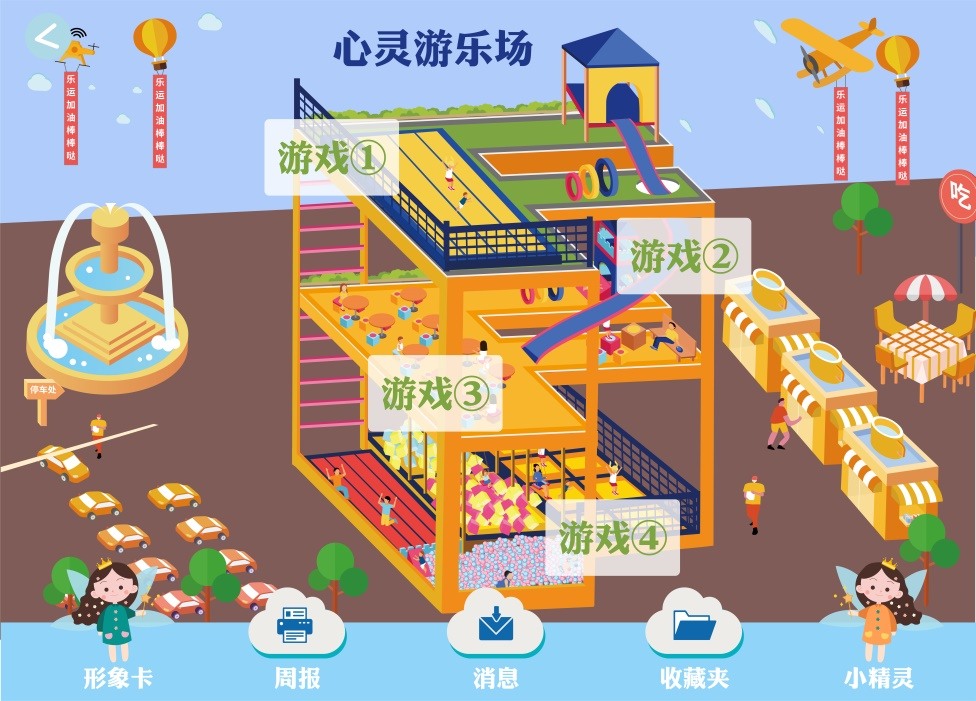 心灵游乐场
乐运加油棒棒哒
乐运加油棒棒哒
乐运加油棒棒哒
乐运加油棒棒哒
游戏①
吃
游戏②
游戏③
停车处
游戏④
形象卡
周报
消息
收藏夹
小精灵